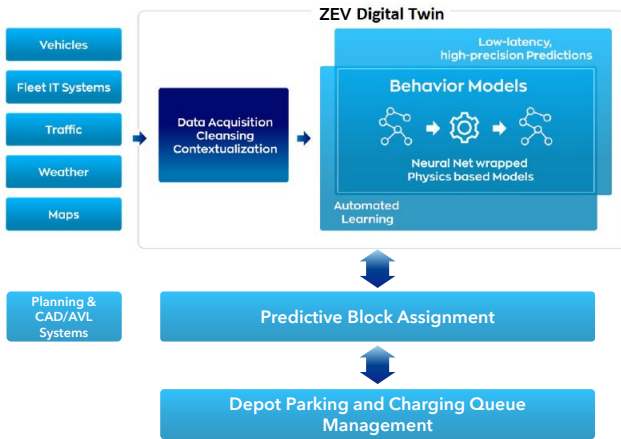 ZEV Digital Twin
Vehicles
Fleet IT Systems
Traffic
Weather
Maps
Data Acquisition
Cleansing
Contextualization
Low-latency,
high-precision Predictions
Behavior Models
Neural Net wrapped
Physics based Models
Automated
Learning
Planning &
CAD/AVL
Systems
Predictive Block Assignment
Depot Parking and Charging Queue
Management